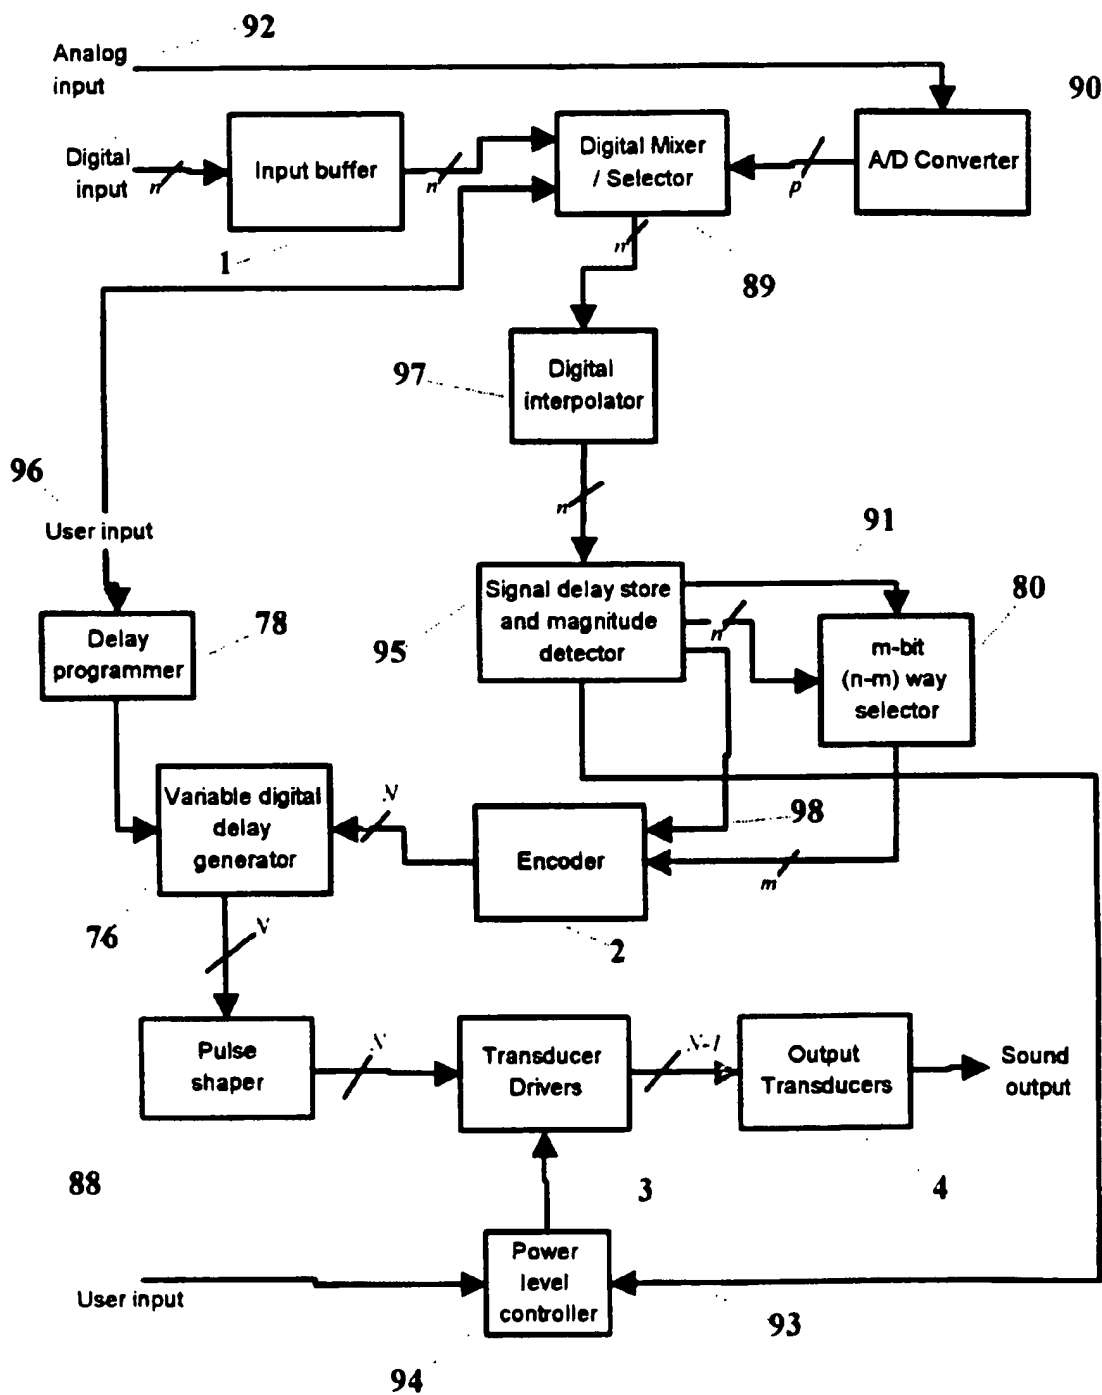 92
Analog
input
90
Digital
input
n
Input buffer
n
Digital Mixer
/ Selector
p
A/D Converter
1
n
89
97
Digital
interpolator
96
n
User input
91
Signal delay store
and magnitude
detector
n
80
78
Delay
programmer
95
m-bit
(n-m) way
selector
Variable digital
delay
generator
N
Encoder
98
m
76
N
2
Pulse
shaper
N
Transducer
Drivers
N-1
Output
Transducers
Sound
output
88
3
4
User input
Power
level
controller
93
94